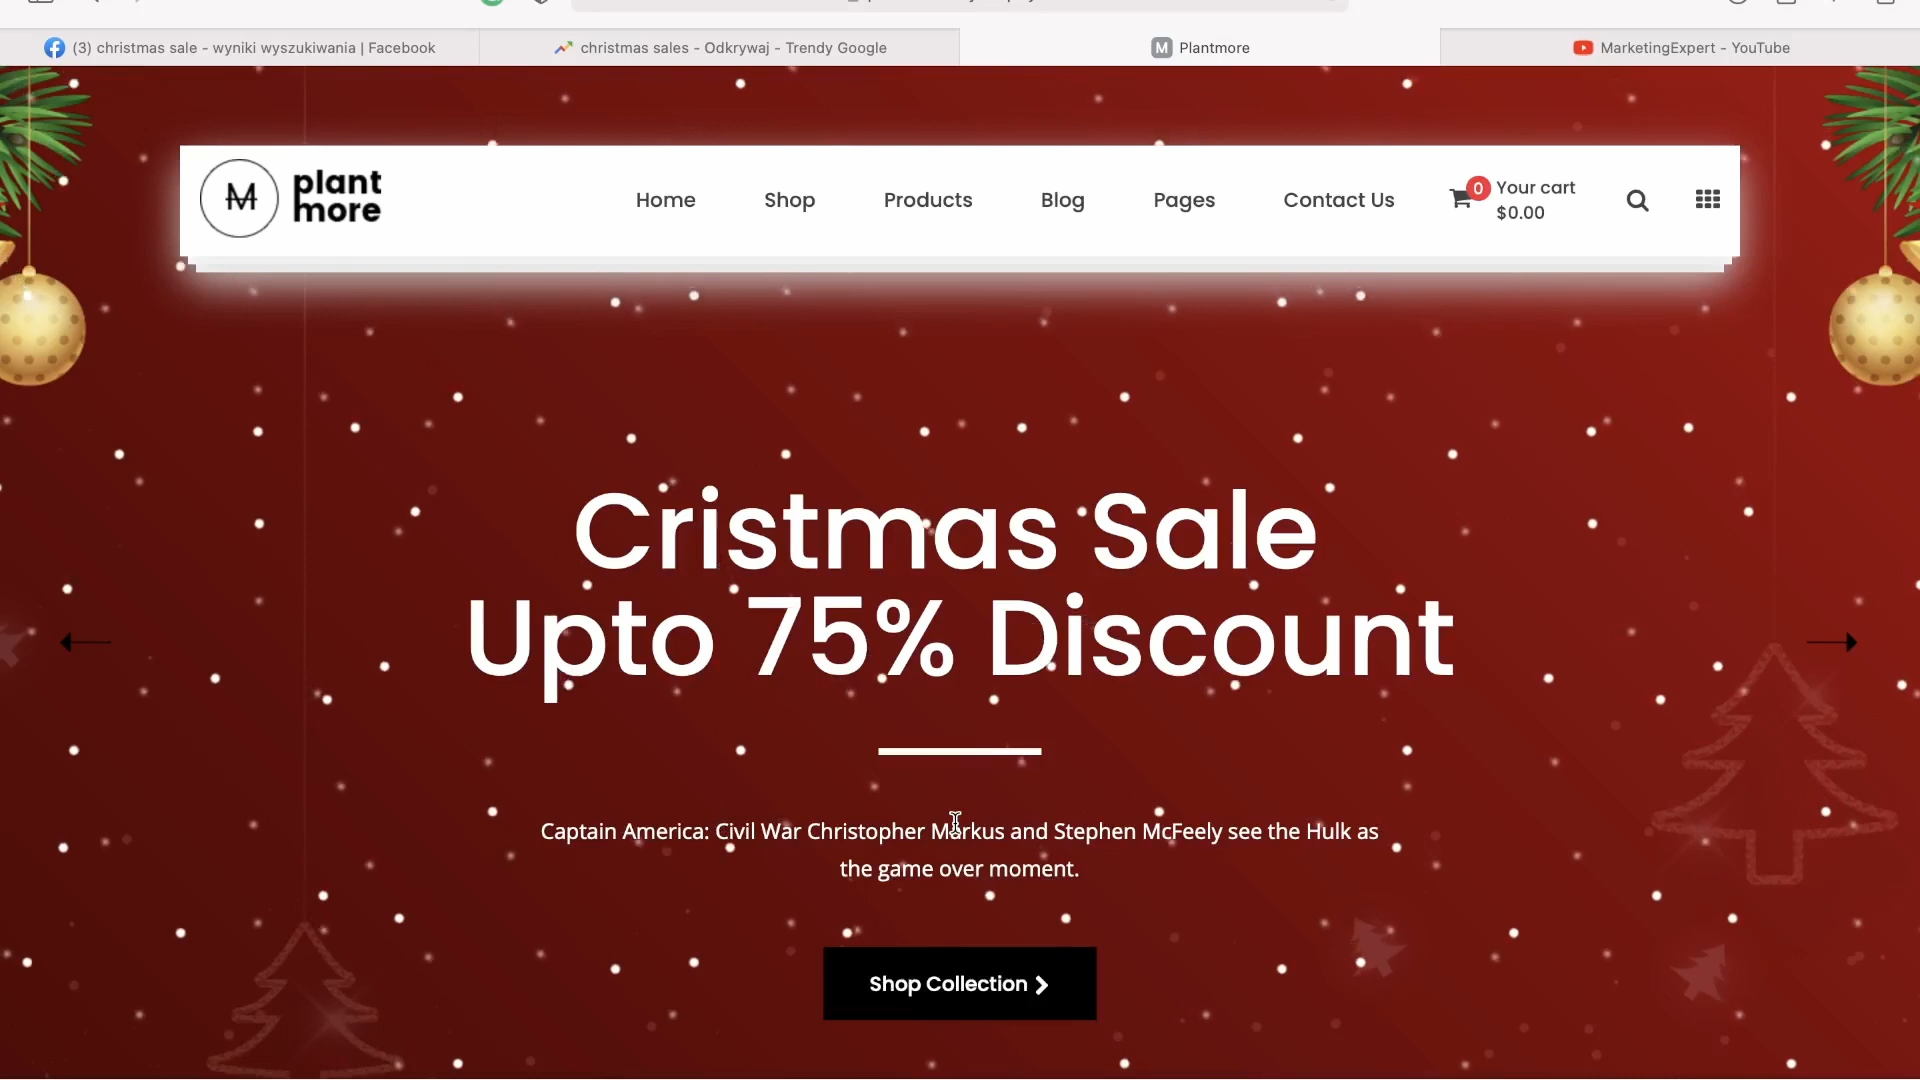 (3) christmas sale - wyniki wyszukiwania | Facebook
christmas sales - Odkrywaj - Trendy Google
M Plantmore
MarketingExpert - YouTube
M
plant
more
Home
Shop
Products
Blog
Pages
Contact Us
0
Your cart
$0.00
Cristmas Sale
Upto 75% Discount
Captain America: Civil War Christopher Markus and Stephen McFeely see the Hulk as
the game over moment.
Shop Collection